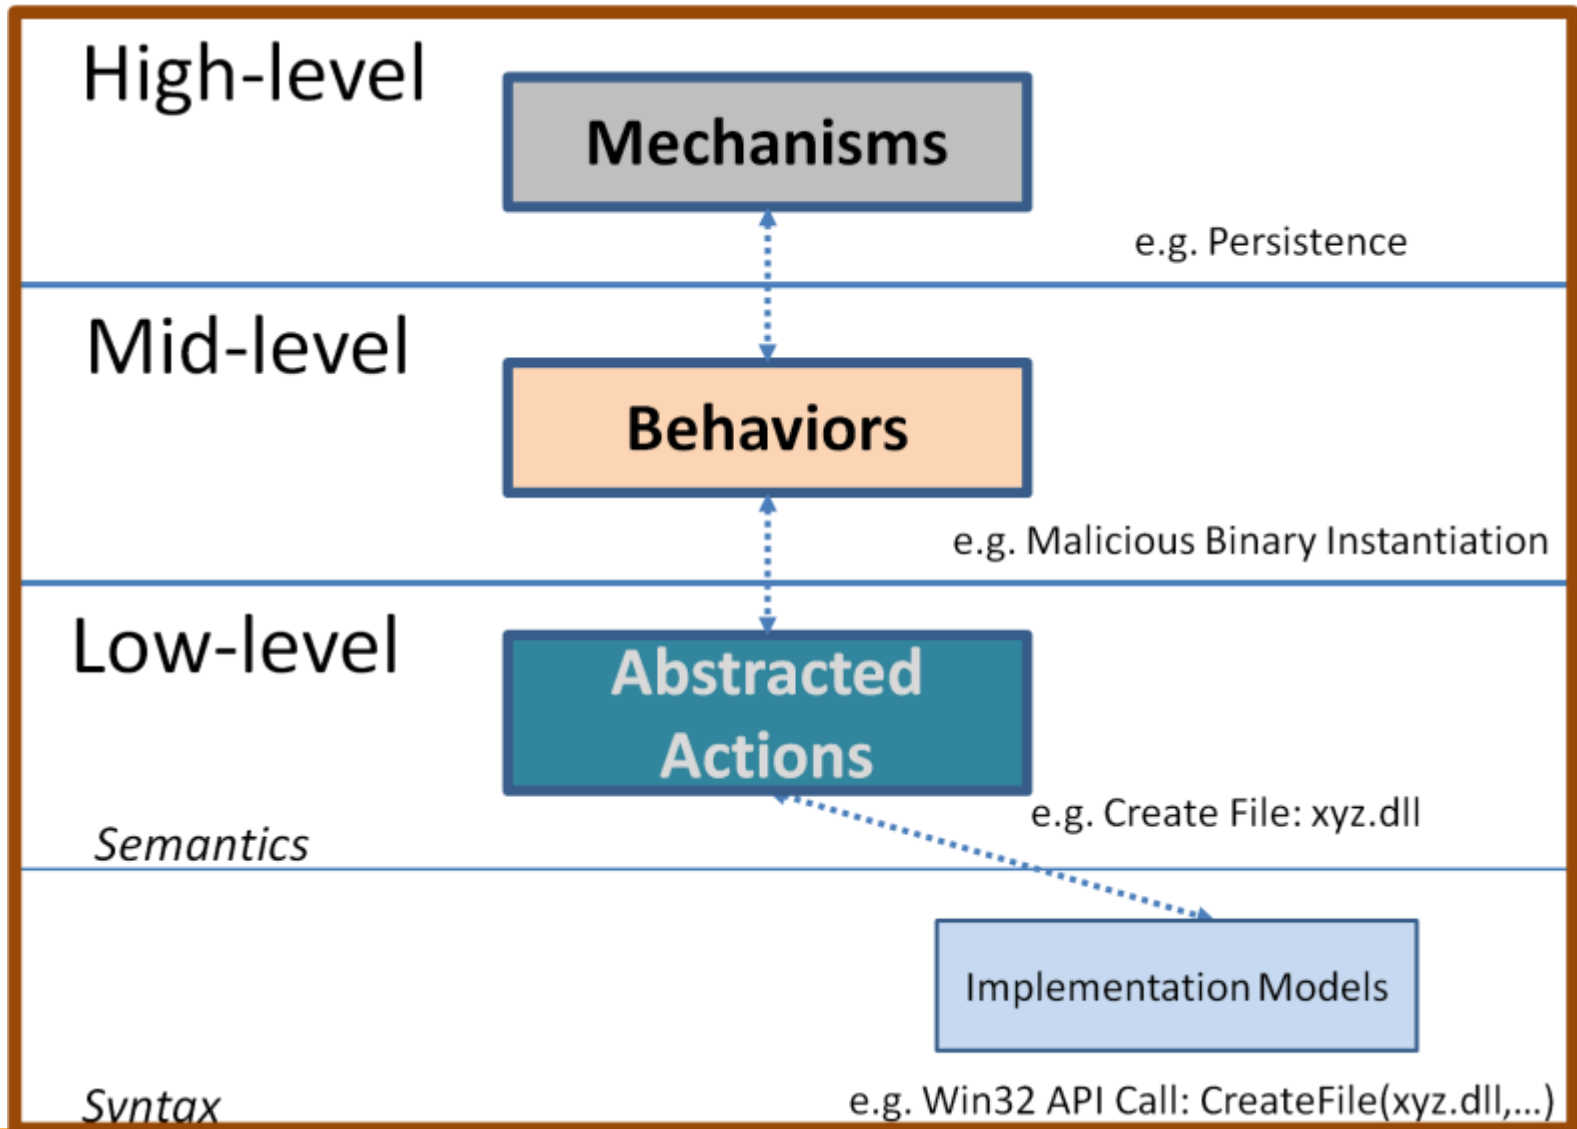 High-level
Mechanisms
e.g. Persistence
Mid-level
Behaviors
e.g. Malicious Binary Instantiation
Low-level
Abstracted
Actions
e.g. Create File: xyz.dll
Semantics
Implementation Models
Syntax
e.g. Win32 API Call: CreateFile(xyz.dll,...)